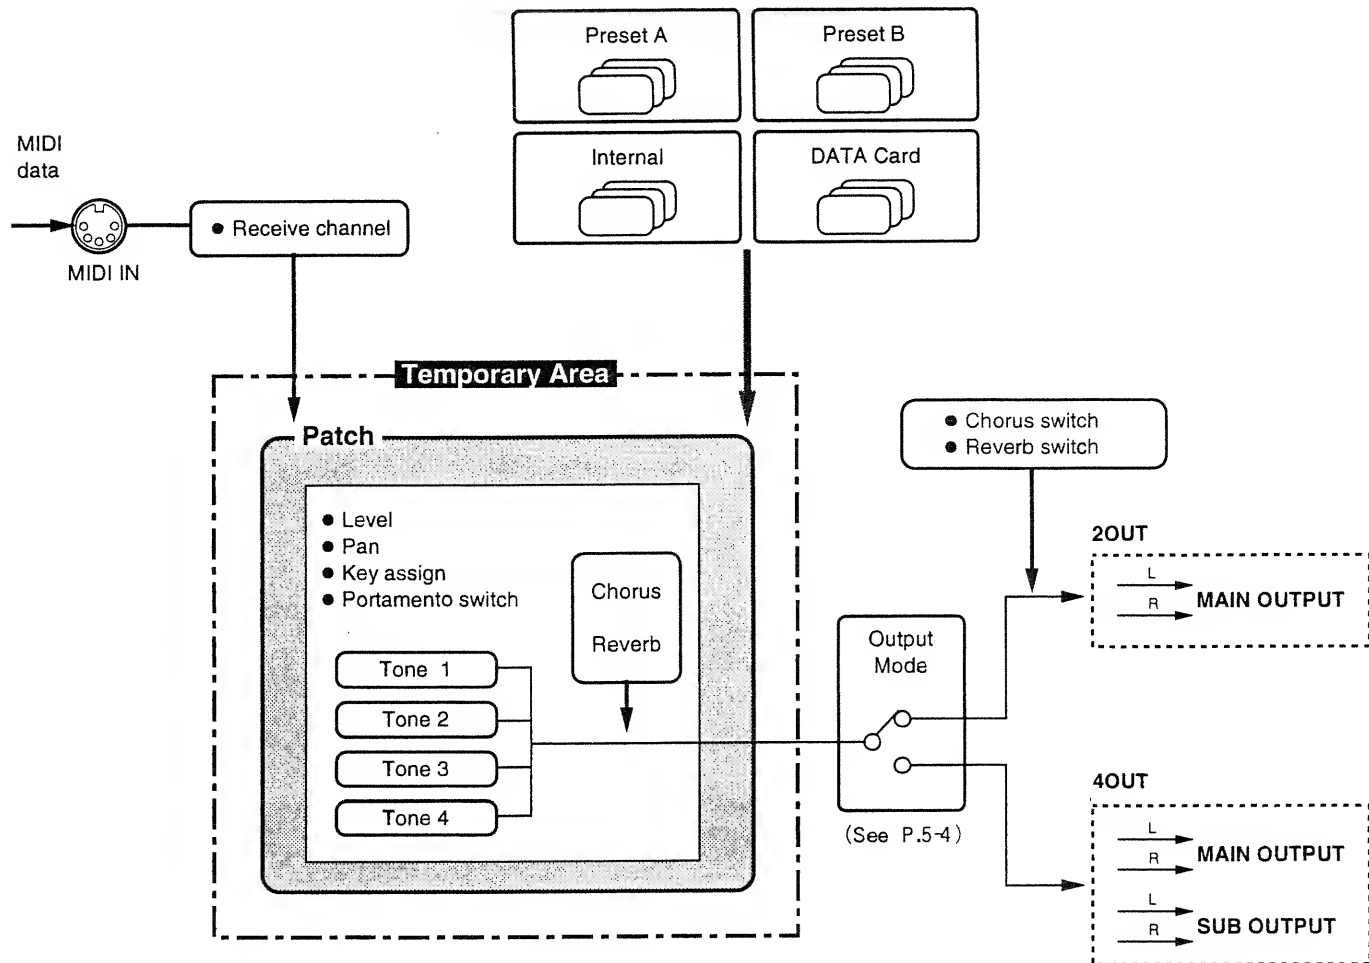 Preset A
Preset B
Internal
DATA Card
MIDI
data
MIDI IN
● Receive channel
Temporary Area
Patch
● Level
● Pan
● Key assign
● Portamento switch
Chorus
Reverb
Tone 1
Tone 2
Tone 3
Tone 4
Output
Mode
(See P.5-4)
● Chorus switch
● Reverb switch
2OUT
L
R
MAIN OUTPUT
4OUT
L
R
MAIN OUTPUT
L
R
SUB OUTPUT